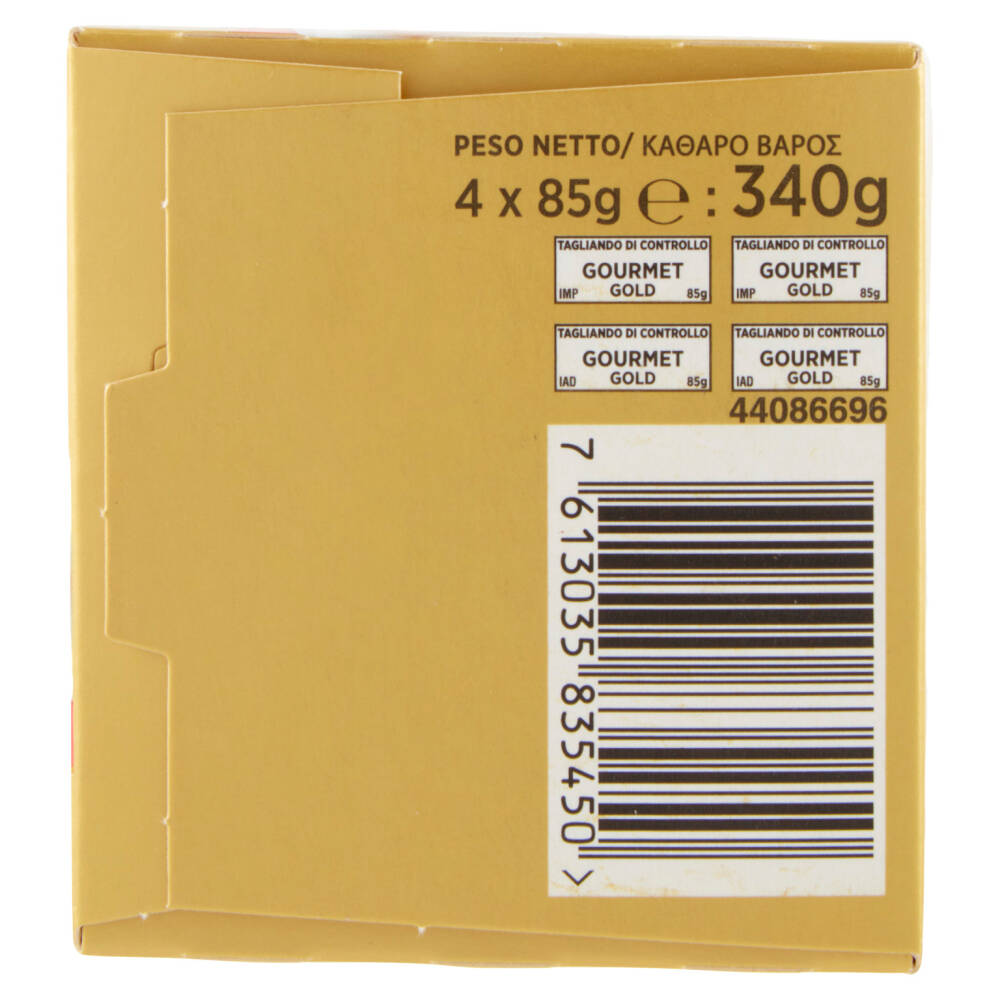 PESO NETTO/ ΚΑΘΑΡΟ ΒΑΡΟΣ
4 x 85g ℮ : 340g
TAGLIANDO DI CONTROLLO
GOURMET
GOLD
IMP 85g
TAGLIANDO DI CONTROLLO
GOURMET
GOLD
IMP 85g
TAGLIANDO DI CONTROLLO
GOURMET
GOLD
IAD 85g
TAGLIANDO DI CONTROLLO
GOURMET
GOLD
IAD 85g
44086696
7 613035 835450 >